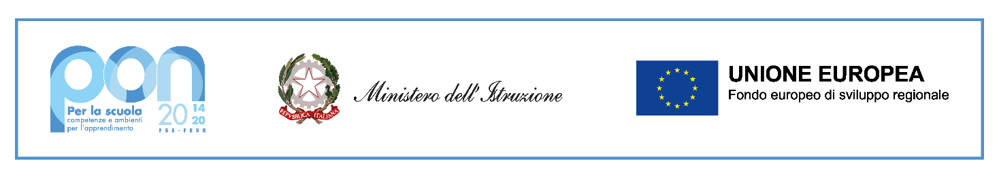 pon
Per la scuola
competenze e ambienti
per l'apprendimento
20 14
20
FSE-FESR
REPVBBLICA ITALIANA
Ministero dell'Istruzione
UNIONE EUROPEA
Fondo europeo di sviluppo regionale